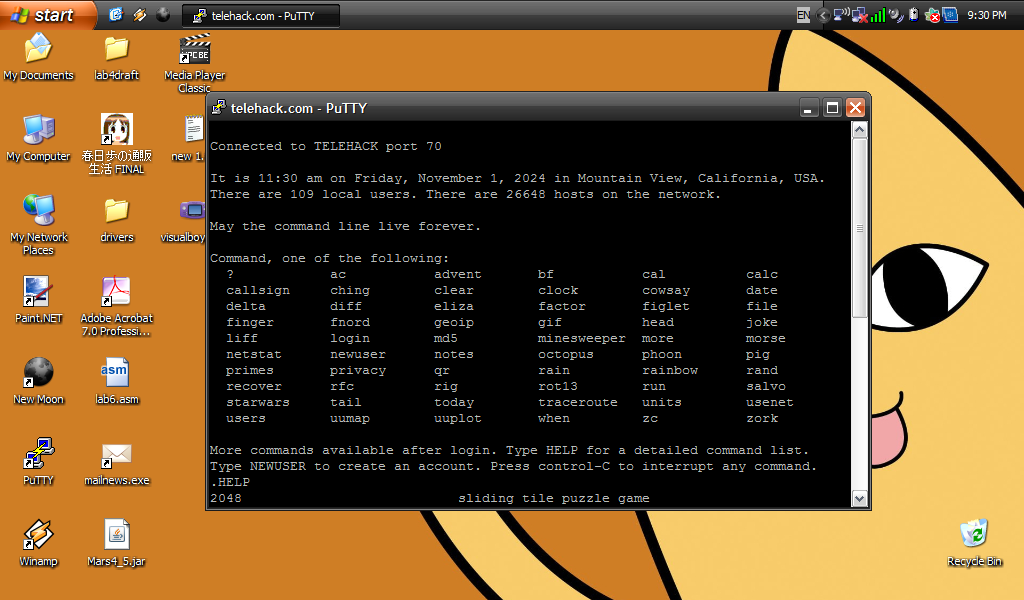 start
telehack.com - PuTTY
EN
9:30 PM
My Documents
lab4draft
Media Player
Classic
My Computer
春日歩の通販
生活 FINAL
new 1.
My Network
Places
drivers
visualboy
Paint.NET
Adobe Acrobat
7.0 Professi...
New Moon
asm
lab6.asm
PuTTY
mailnews.exe
Winamp
Mars4_5.jar
Recycle Bin
telehack.com - PuTTY
Connected to TELEHACK port 70
It is 11:30 am on Friday, November 1, 2024 in Mountain View, California, USA.
There are 109 local users. There are 26648 hosts on the network.
May the command line live forever.
Command, one of the following:
? ac advent bf cal calc
callsign ching clear clock cowsay date
delta diff eliza factor figlet file
finger fnord geoip gif head joke
liff login md5 minesweeper more morse
netstat newuser notes octopus phoon pig
primes privacy qr rain rainbow rand
recover rfc rig rot13 run salvo
starwars tail today traceroute units usenet
users uumap uuplot when zc zork
More commands available after login. Type HELP for a detailed command list.
Type NEWUSER to create an account. Press control-C to interrupt any command.
.HELP
2048 sliding tile puzzle game